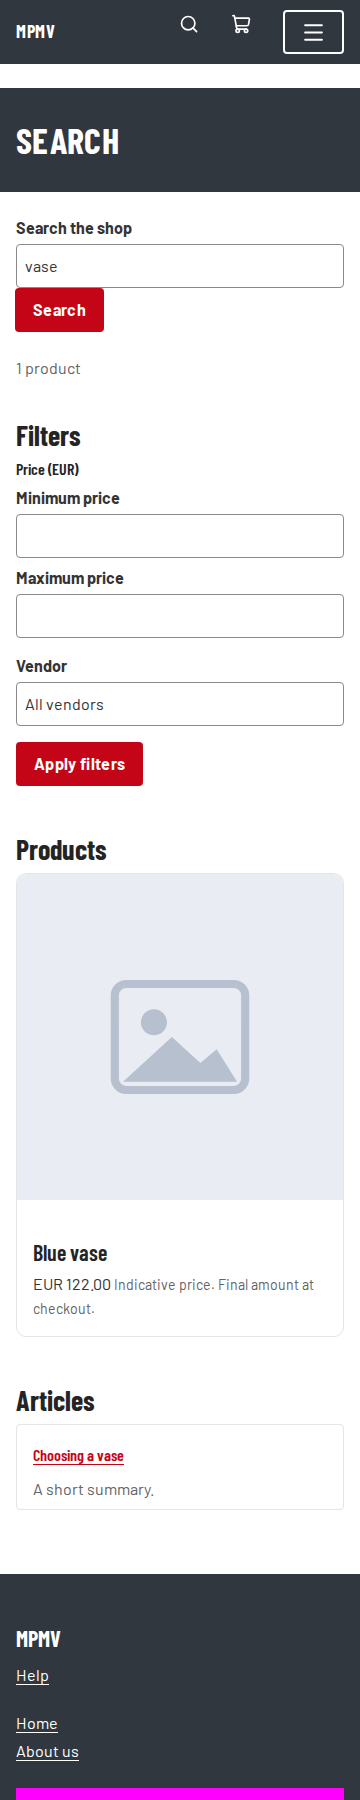 MPMV
SEARCH
Search the shop
vase
Search
1 product
Filters
Price (EUR)
Minimum price
Maximum price
Vendor
All vendors
Apply filters
Products
Blue vase
EUR 122.00 Indicative price. Final amount at
checkout.
Articles
Choosing a vase
A short summary.
MPMV
Help
Home
About us